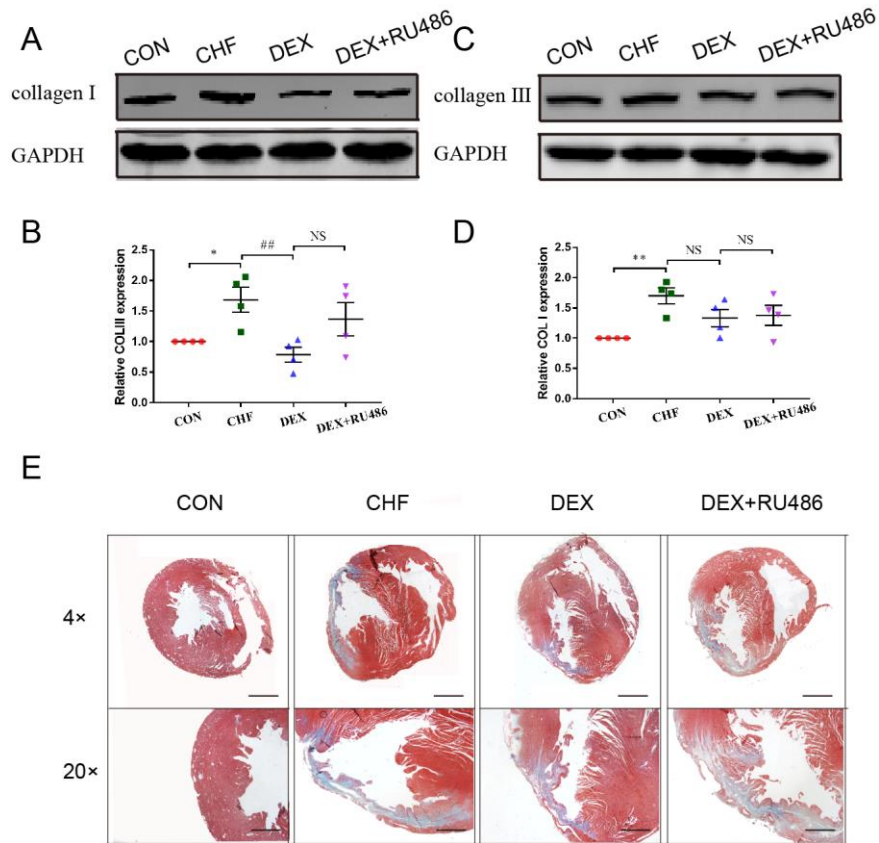 A
CON CHF DEX DEX+RU486
collagen I
GAPDH
C
CON CHF DEX DEX+RU486
collagen III
GAPDH
B
Relative COLIII expression
2.5
2.0
1.5
1.0
0.5
0.0
* ## NS
CON CHF DEX DEX+RU486
D
Relative COL I expression
2.5
2.0
1.5
1.0
0.5
0.0
** NS NS
CON CHF DEX DEX+RU486
E
CON CHF DEX DEX+RU486
4×
20×